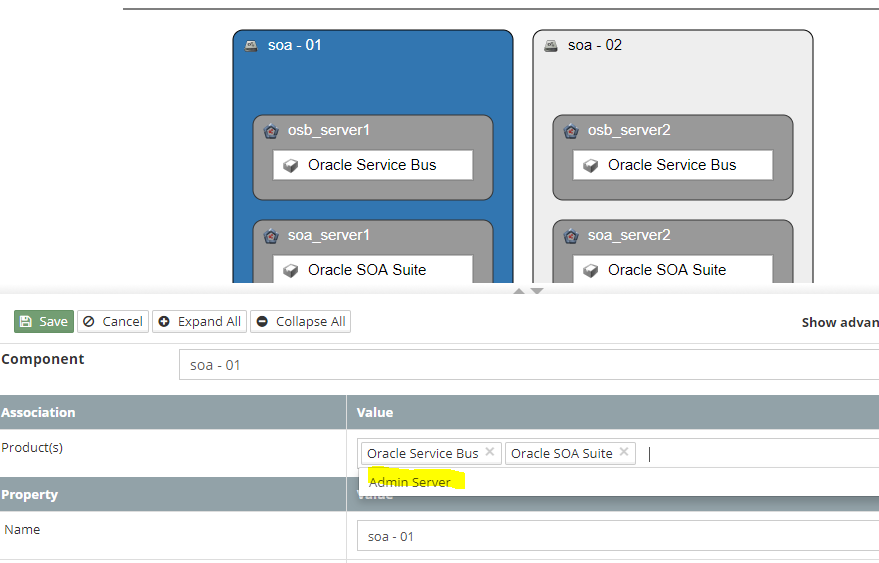 soa - 01
soa - 02
osb_server1
osb_server2
Oracle Service Bus
Oracle Service Bus
soa_server1
soa_server2
Oracle SOA Suite
Oracle SOA Suite
Save Cancel Expand All Collapse All
Show advan
Component
soa - 01
Association Value
Product(s)
Oracle Service Bus Oracle SOA Suite
Admin Server
Property Value
Name
soa - 01